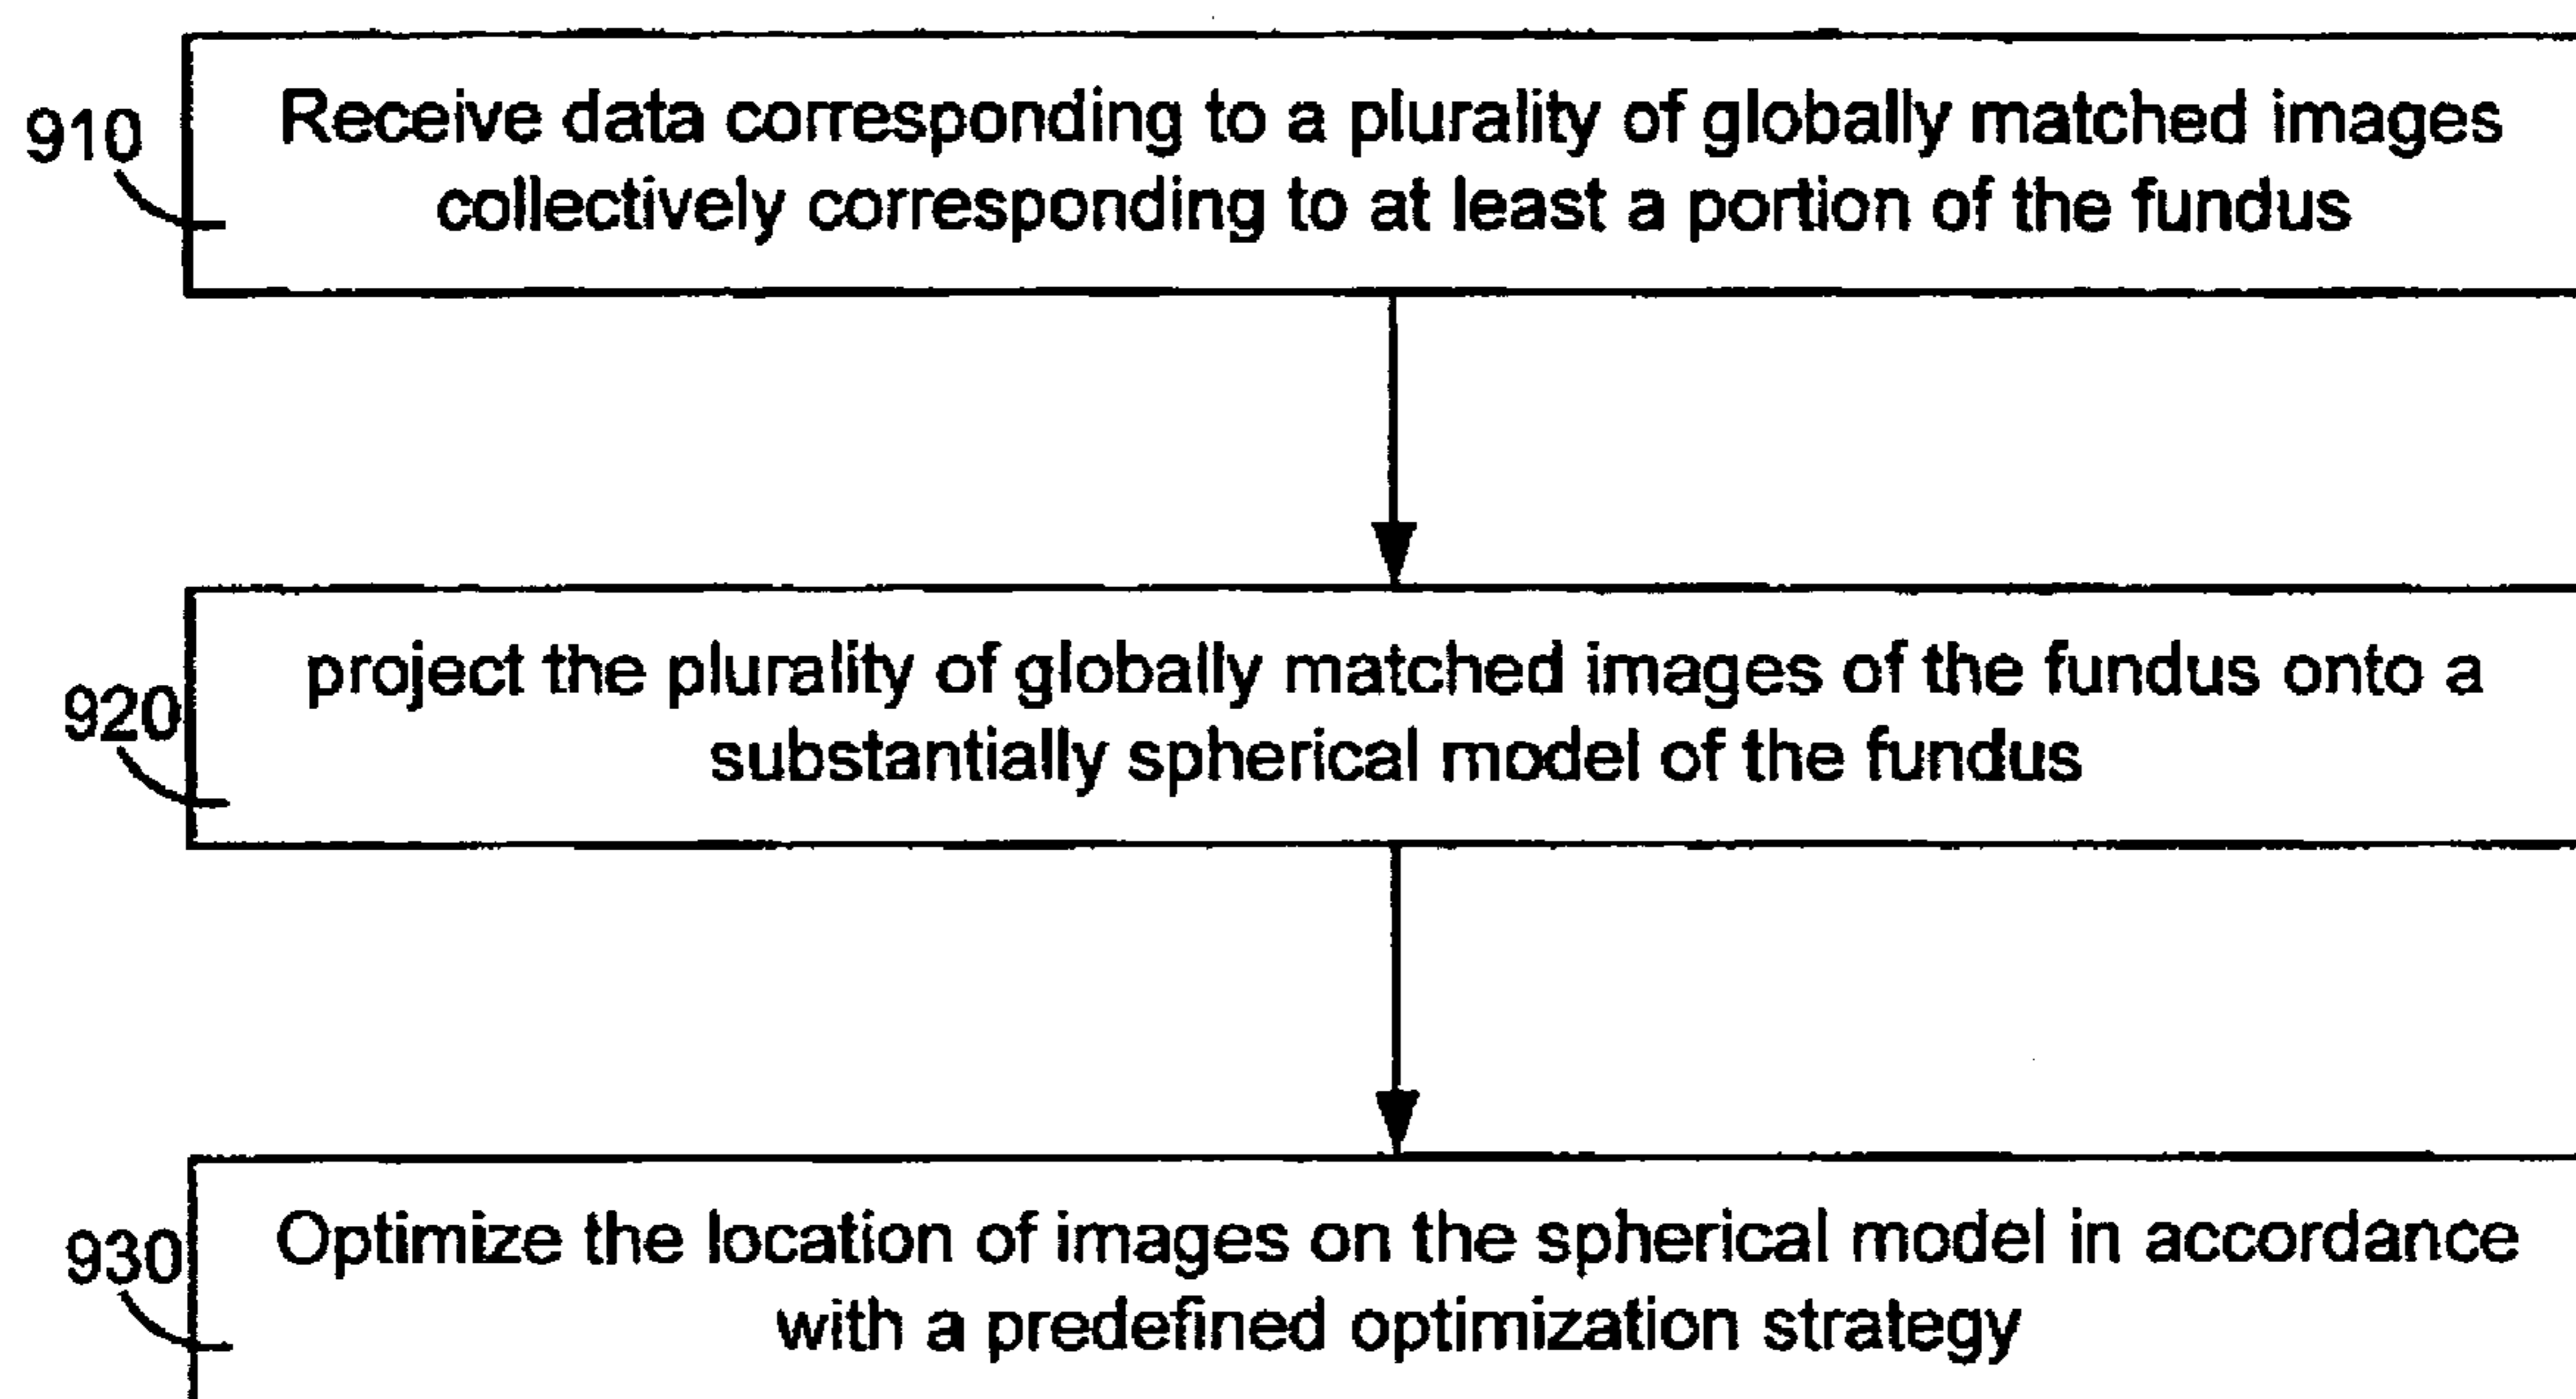 910
Receive data corresponding to a plurality of globally matched images
collectively corresponding to at least a portion of the fundus
920
project the plurality of globally matched images of the fundus onto a
substantially spherical model of the fundus
930
Optimize the location of images on the spherical model in accordance
with a predefined optimization strategy